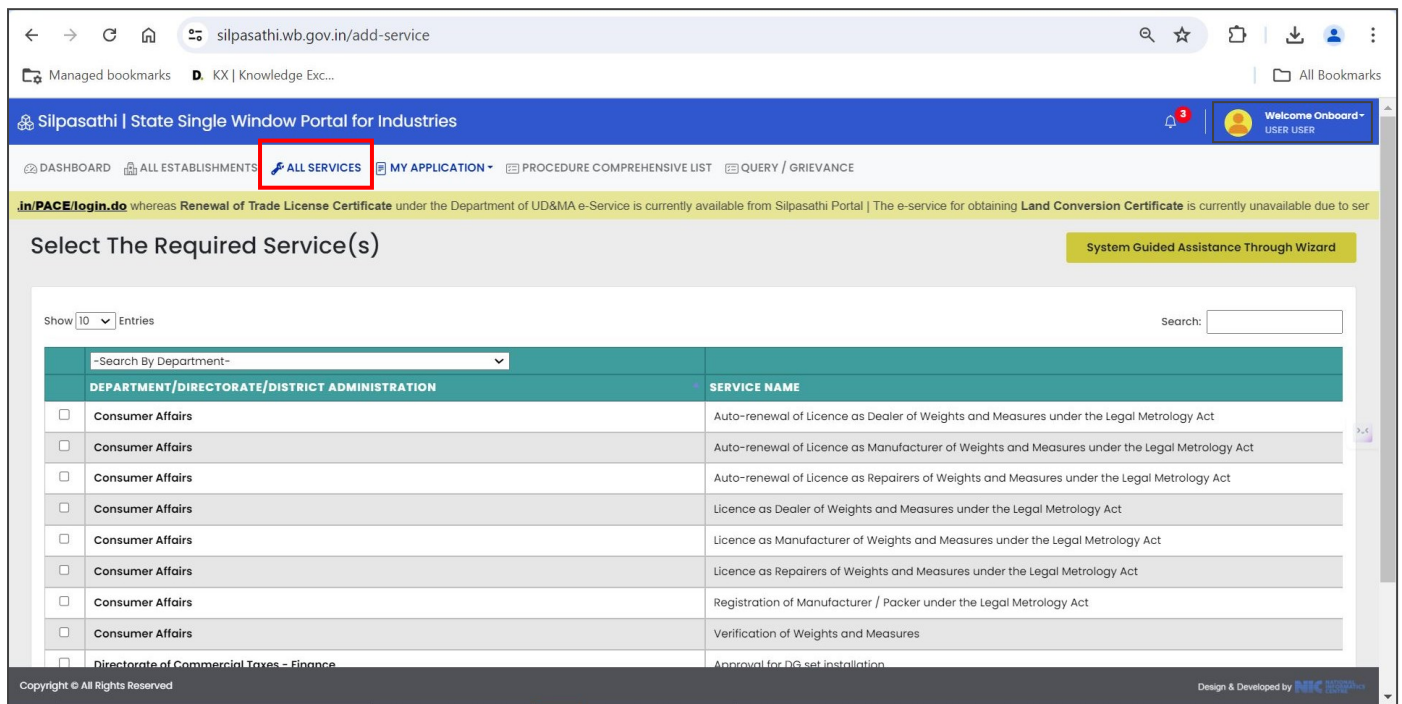 silpasathi.wb.gov.in/add-service
Managed bookmarks D. KX | Knowledge Exc... All Bookmarks
Silpasathi | State Single Window Portal for Industries 3 Welcome Onboard
USER USER
DASHBOARD ALL ESTABLISHMENTS ALL SERVICES MY APPLICATION PROCEDURE COMPREHENSIVE LIST QUERY / GRIEVANCE
.in/PACE/login.do whereas Renewal of Trade License Certificate under the Department of UD&MA e-Service is currently available from Silpasathi Portal | The e-service for obtaining Land Conversion Certificate is currently unavailable due to ser
Select The Required Service(s) System Guided Assistance Through Wizard
Show 10 Entries Search:
-Search By Department-
DEPARTMENT/DIRECTORATE/DISTRICT ADMINISTRATION SERVICE NAME
Consumer Affairs Auto-renewal of Licence as Dealer of Weights and Measures under the Legal Metrology Act
Consumer Affairs Auto-renewal of Licence as Manufacturer of Weights and Measures under the Legal Metrology Act
Consumer Affairs Auto-renewal of Licence as Repairers of Weights and Measures under the Legal Metrology Act
Consumer Affairs Licence as Dealer of Weights and Measures under the Legal Metrology Act
Consumer Affairs Licence as Manufacturer of Weights and Measures under the Legal Metrology Act
Consumer Affairs Licence as Repairers of Weights and Measures under the Legal Metrology Act
Consumer Affairs Registration of Manufacturer / Packer under the Legal Metrology Act
Consumer Affairs Verification of Weights and Measures
Directorate of Commercial Taxes - Finance Approval for DG set installation
Copyright © All Rights Reserved Design & Developed by NIC NATIONAL INFORMATICS CENTRE